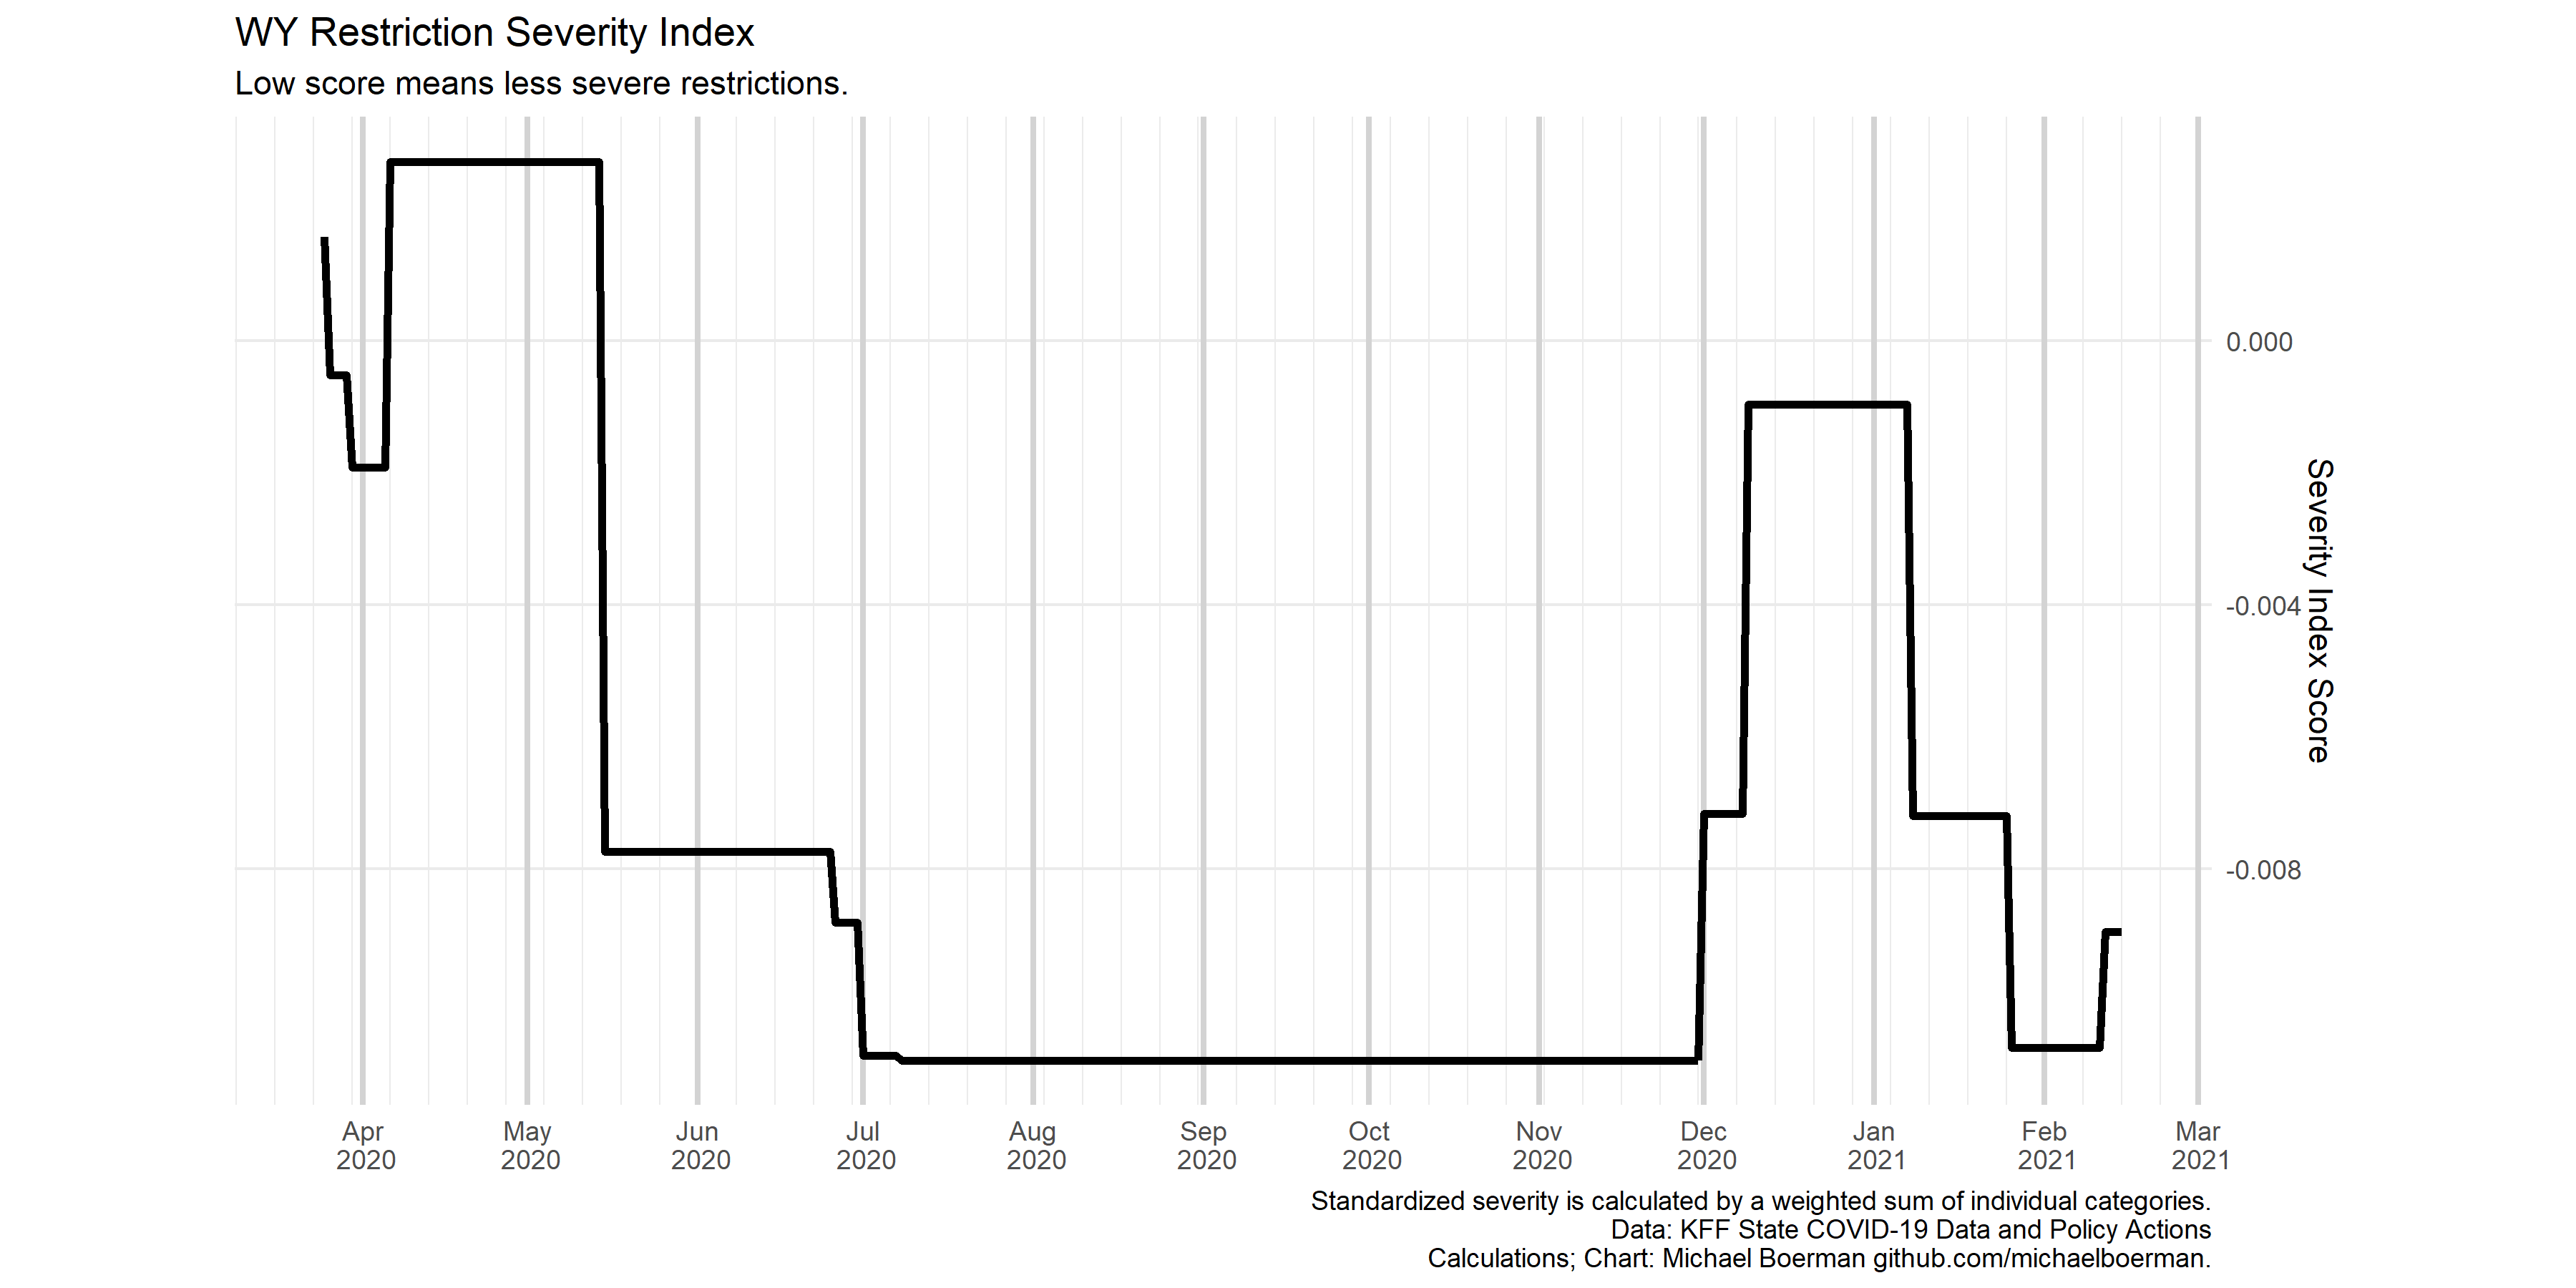 WY Restriction Severity Index
Low score means less severe restrictions.
0.000
-0.004
-0.008
Severity Index Score
Apr 2020
May 2020
Jun 2020
Jul 2020
Aug 2020
Sep 2020
Oct 2020
Nov 2020
Dec 2020
Jan 2021
Feb 2021
Mar 2021
Standardized severity is calculated by a weighted sum of individual categories.
Data: KFF State COVID-19 Data and Policy Actions
Calculations; Chart: Michael Boerman github.com/michaelboerman.